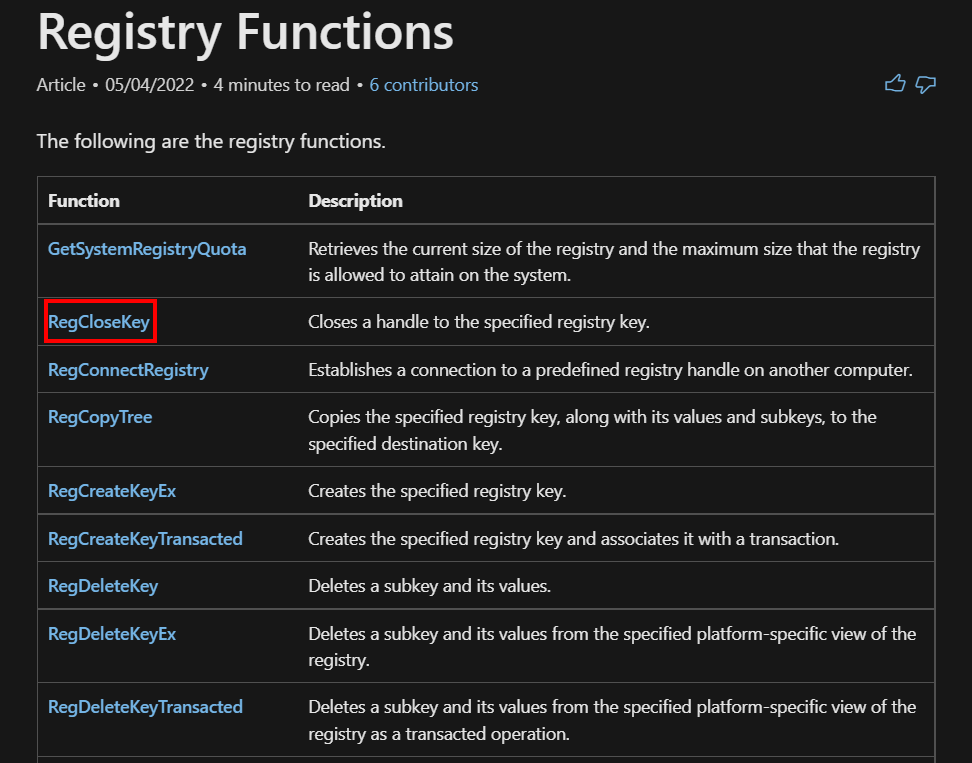 Registry Functions
Article • 05/04/2022 • 4 minutes to read • 6 contributors
The following are the registry functions.
Function Description
GetSystemRegistryQuota Retrieves the current size of the registry and the maximum size that the registry
is allowed to attain on the system.
RegCloseKey Closes a handle to the specified registry key.
RegConnectRegistry Establishes a connection to a predefined registry handle on another computer.
RegCopyTree Copies the specified registry key, along with its values and subkeys, to the
specified destination key.
RegCreateKeyEx Creates the specified registry key.
RegCreateKeyTransacted Creates the specified registry key and associates it with a transaction.
RegDeleteKey Deletes a subkey and its values.
RegDeleteKeyEx Deletes a subkey and its values from the specified platform-specific view of the
registry.
RegDeleteKeyTransacted Deletes a subkey and its values from the specified platform-specific view of the
registry as a transacted operation.